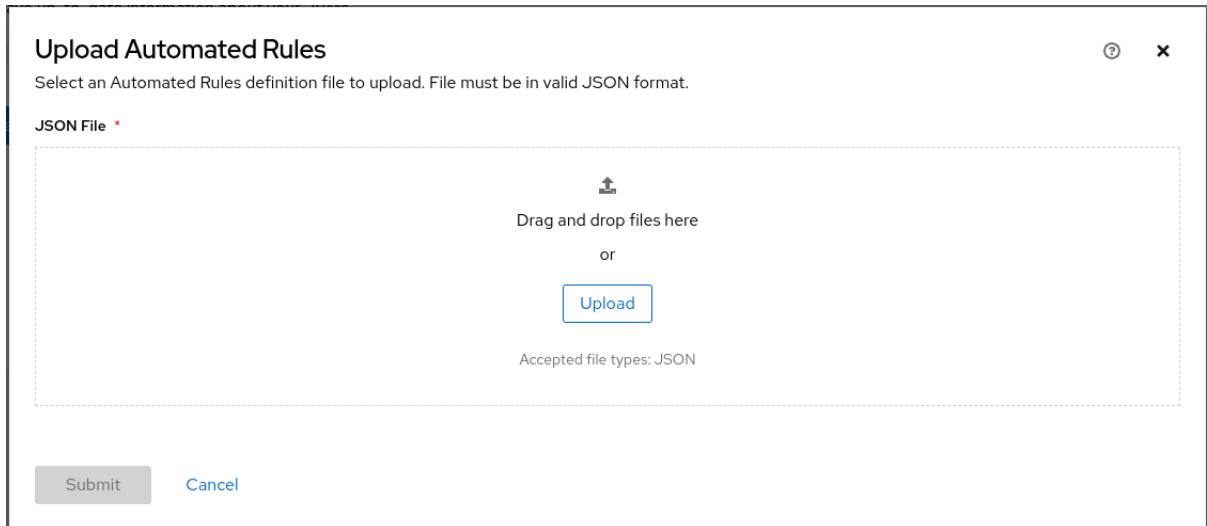 Upload Automated Rules
Select an Automated Rules definition file to upload. File must be in valid JSON format.
JSON File *
Drag and drop files here
or
Upload
Accepted file types: JSON
Submit
Cancel